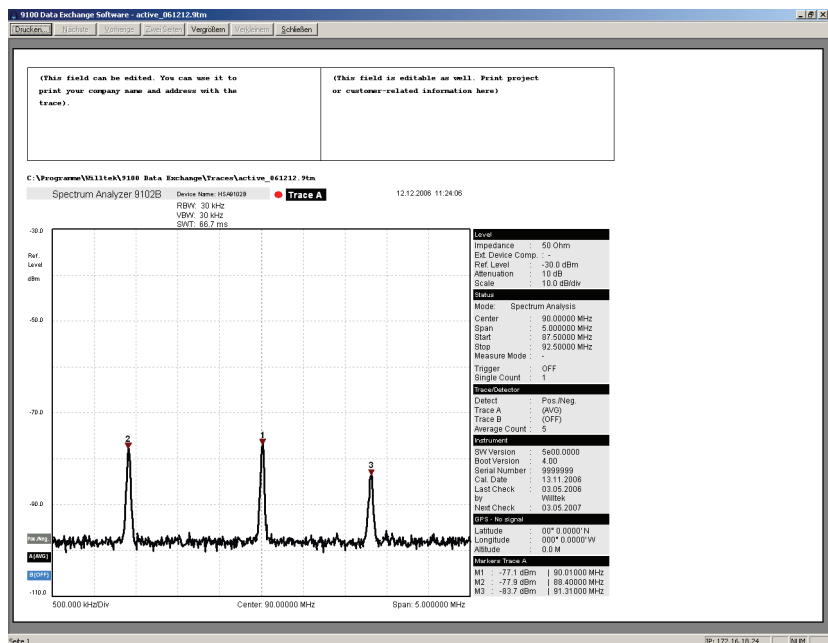 9100 Data Exchange Software - active_061212.9tm
Drucken... Nächste Vorherige Zwei Seiten Vergrößern Verkleinern Schließen
(This field can be edited. You can use it to
print your company name and address with the
trace).
(This field is editable as well. Print project
or customer-related information here)
C:\Programme\Willtek\9100 Data Exchange\Traces\active_061212.9tm
Spectrum Analyzer 9102B Device Name: HSA9102B Trace A 12.12.2006 11:24:06
RBW: 30 kHz
VBW: 30 kHz
SWT: 66.7 ms
-30.0
Ref.
Level
dBm
-50.0
-70.0
-90.0
Pos./Neg.
A(AVG)
B(OFF)
-110.0
2
1
3
500.000 kHz/Div Center: 90.00000 MHz Span: 5.000000 MHz
Level
Impedance : 50 Ohm
Ext. Device Comp. : -
Ref. Level : -30.0 dBm
Attenuation : 10 dB
Scale : 10.0 dB/div
Status
Mode: Spectrum Analysis
Center : 90.00000 MHz
Span : 5.000000 MHz
Start : 87.50000 MHz
Stop : 92.50000 MHz
Measure Mode : -
Trigger : OFF
Single Count : 1
Trace/Detector
Detect : Pos./Neg.
Trace A : (AVG)
Trace B : (OFF)
Average Count : 5
Instrument
SW Version : 5e00.0000
Boot Version : 4.00
Serial Number : 9999999
Cal. Date : 13.11.2006
Last Check : 03.05.2006
by Willtek
Next Check : 03.05.2007
GPS - No signal
Latitude : 00° 0.0000' N
Longitude : 000° 0.0000' W
Altitude : 0.0 M
Markers Trace A
M1 : -77.1 dBm | 90.01000 MHz
M2 : -77.9 dBm | 88.40000 MHz
M3 : -83.7 dBm | 91.31000 MHz
Seite 1 IP: 172.16.18.24 NUM